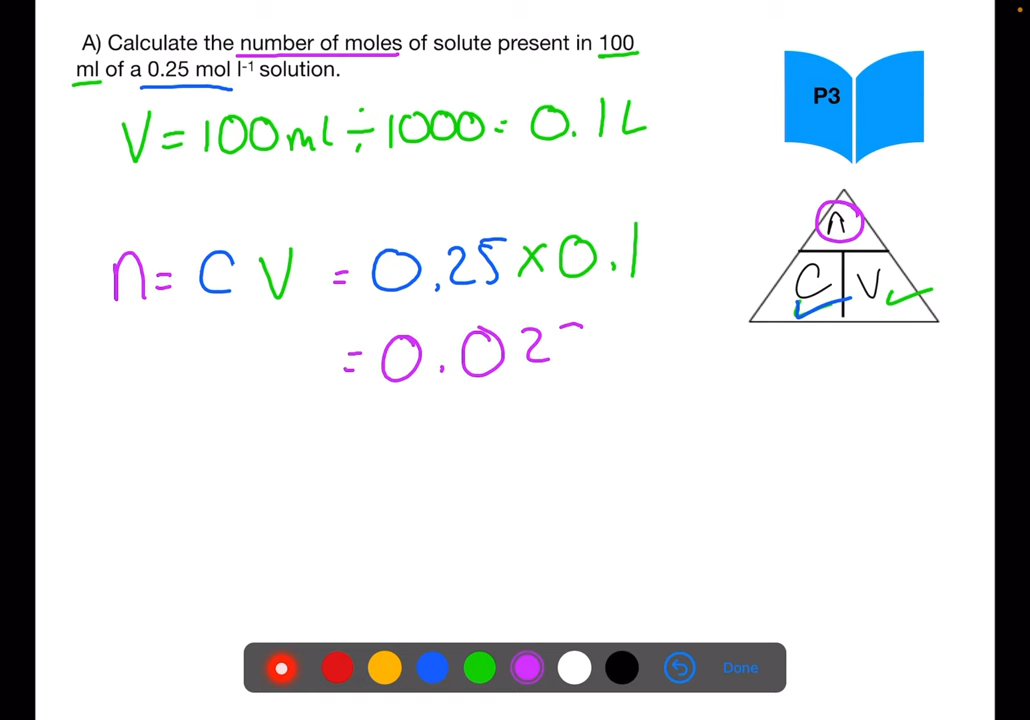 A) Calculate the number of moles of solute present in 100
ml of a 0.25 mol l⁻¹ solution.
P3
V = 100ml ÷ 1000 = 0.1L
n
C V
n = C V = 0.25 × 0.1
= 0.02
Done